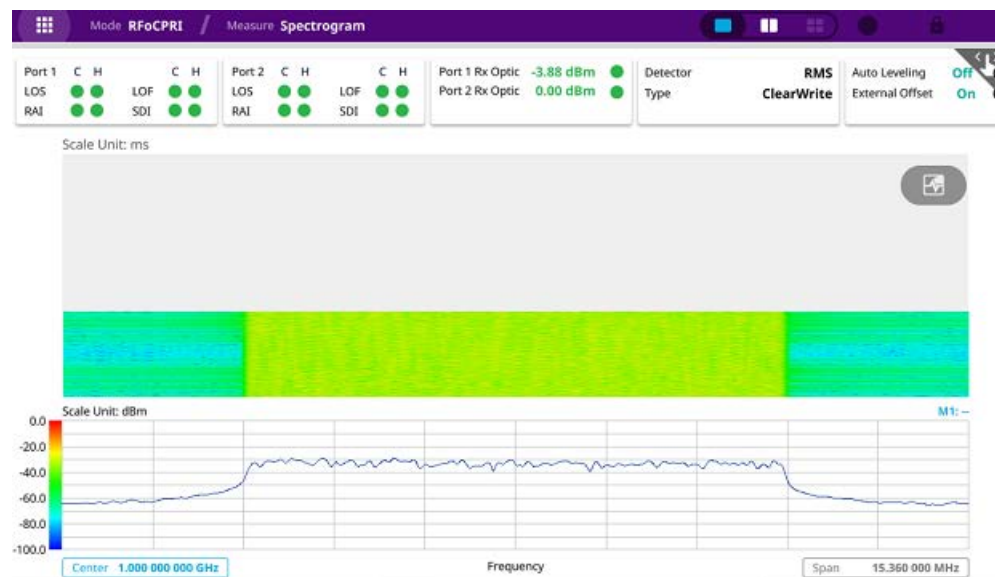 Mode RFoCPRI / Measure Spectrogram
Port 1 C H C H Port 2 C H C H Port 1 Rx Optic -3.88 dBm Detector RMS Auto Leveling Off
LOS LOF LOS LOF Port 2 Rx Optic 0.00 dBm Type ClearWrite External Offset On
RAI SDI RAI SDI
Scale Unit: ms
Scale Unit: dBm M1: --
0.0
-20.0
-40.0
-60.0
-80.0
-100.0
Center 1.000 000 000 GHz Frequency Span 15.360 000 MHz